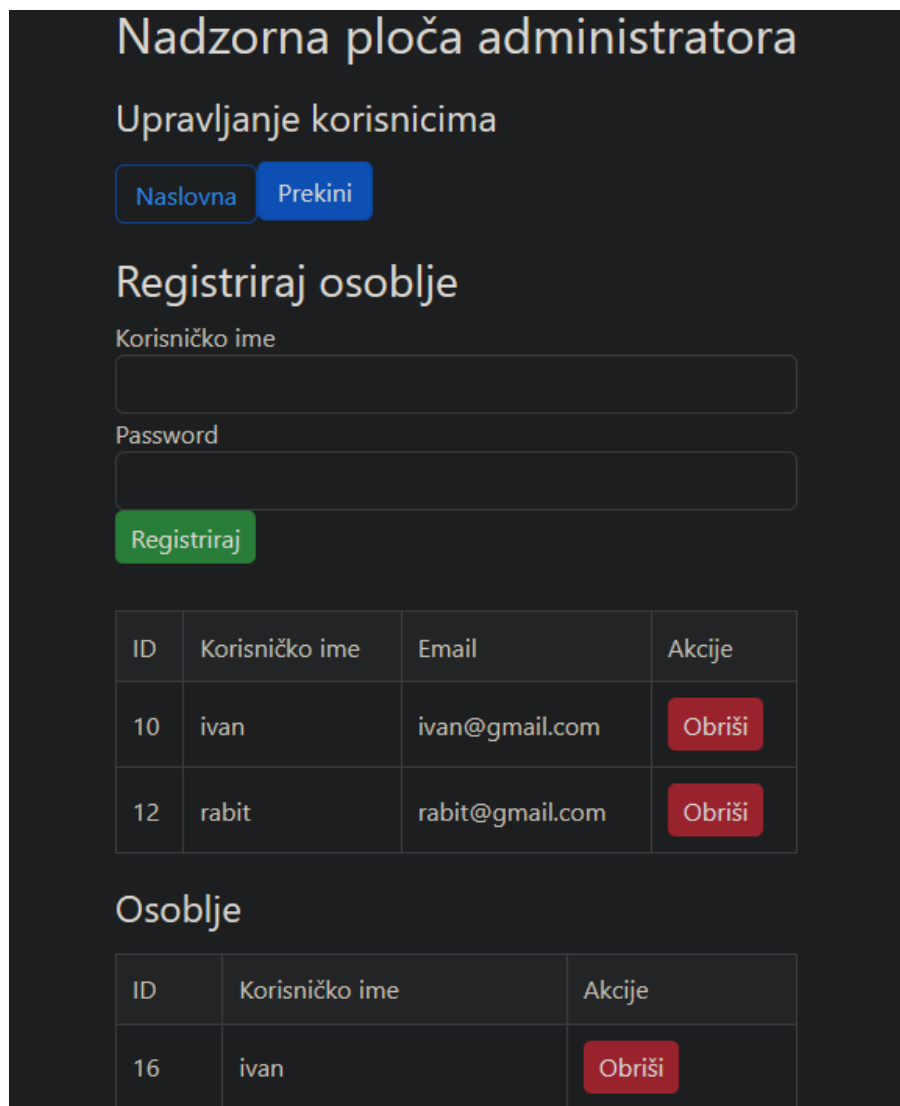 Nadzorna ploča administratora
Upravljanje korisnicima
Naslovna Prekini
Registriraj osoblje
Korisničko ime
Password
Registriraj
ID Korisničko ime Email Akcije
10 ivan ivan@gmail.com Obriši
12 rabit rabit@gmail.com Obriši
Osoblje
ID Korisničko ime Akcije
16 ivan Obriši